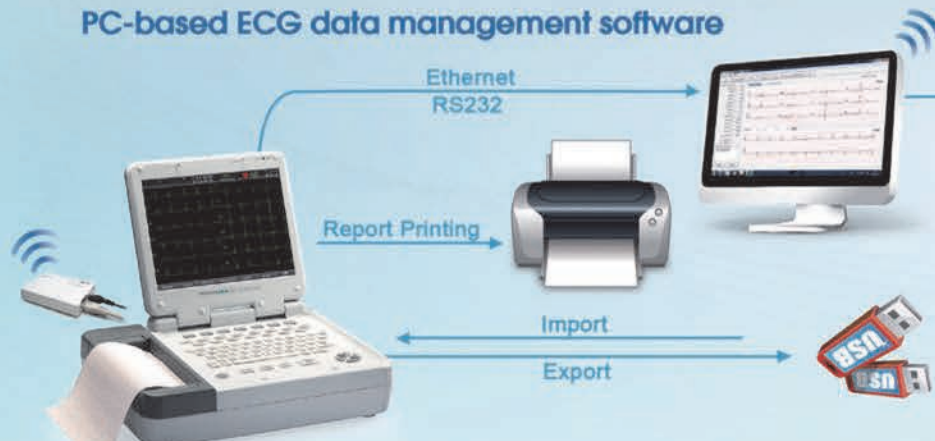 PC-based ECG data management software
Ethernet
RS232
Report Printing
Import
Export
USB
USB